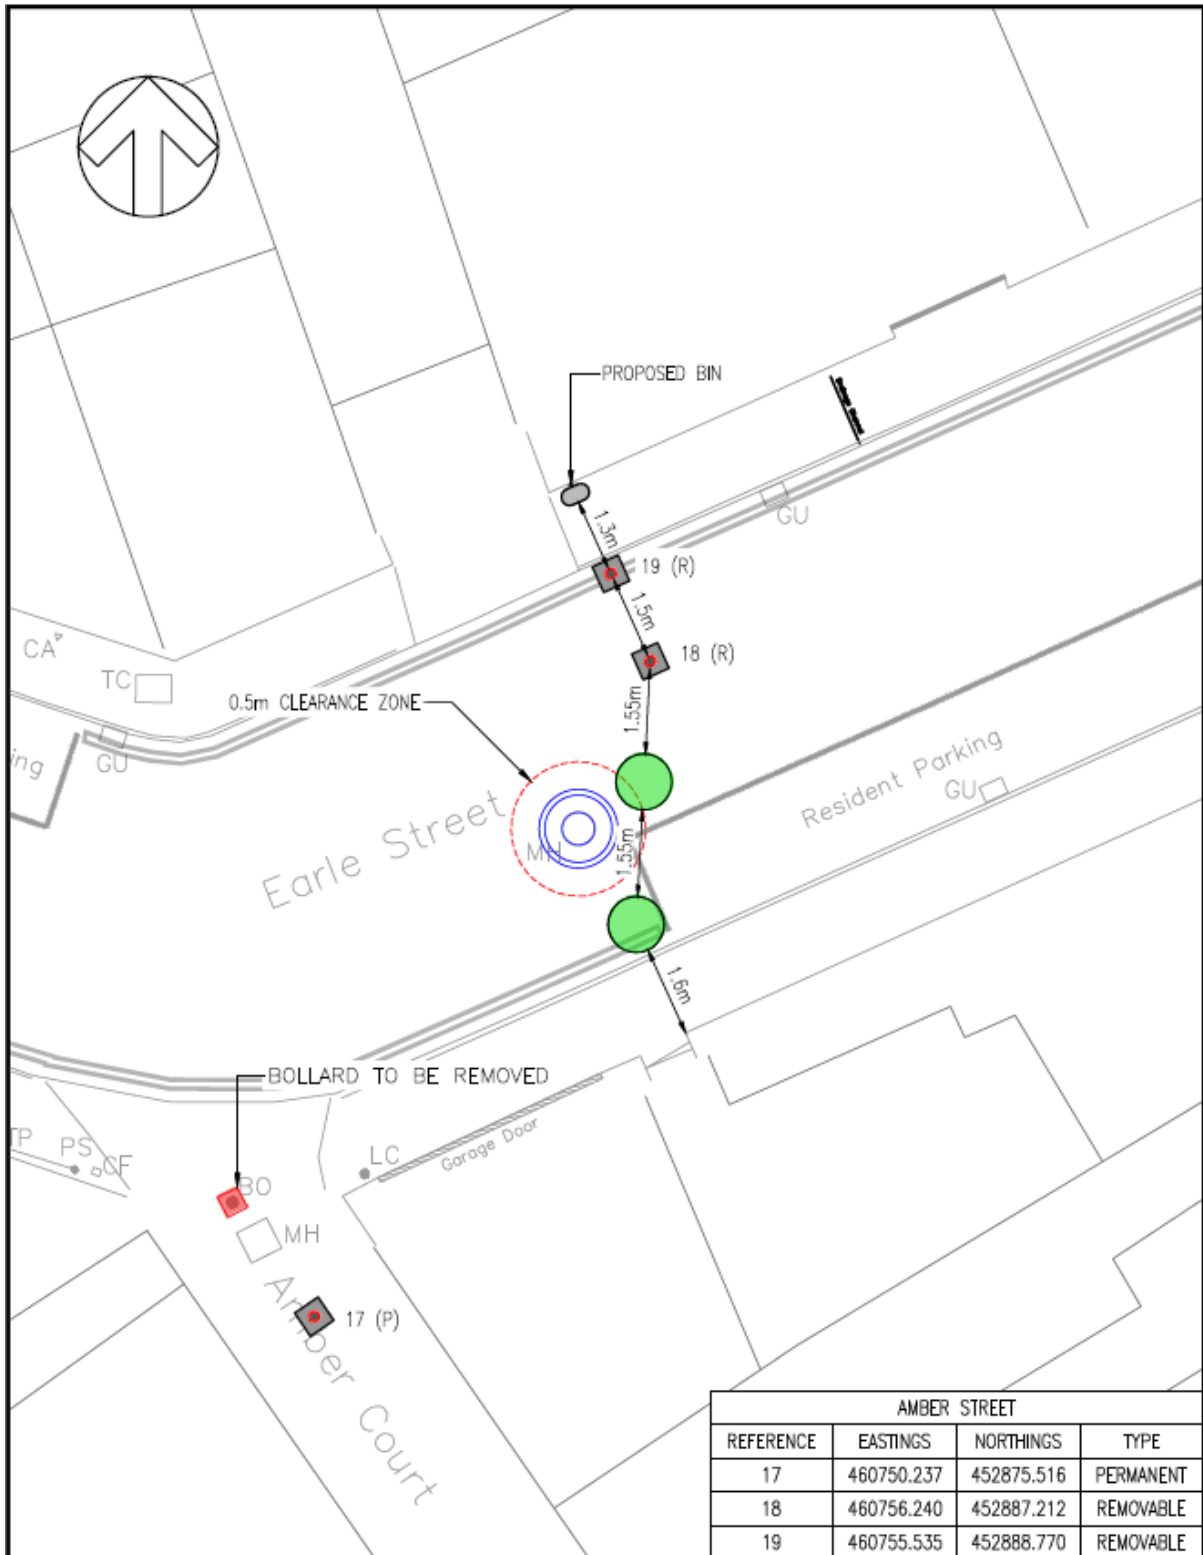 PROPOSED BIN
1.3m
GU
19 (R)
1.5m
18 (R)
CA
TC
0.5m CLEARANCE ZONE
1.55m
ing
GU
Resident Parking
GU
Earle Street
MH
1.55m
1.6m
BOLLARD TO BE REMOVED
TP
PS
CF
LC
Garage Door
BO
MH
17 (P)
Amber Court
AMBER STREET
REFERENCE EASTINGS NORTHINGS TYPE
17 460750.237 452875.516 PERMANENT
18 460756.240 452887.212 REMOVABLE
19 460755.535 452888.770 REMOVABLE